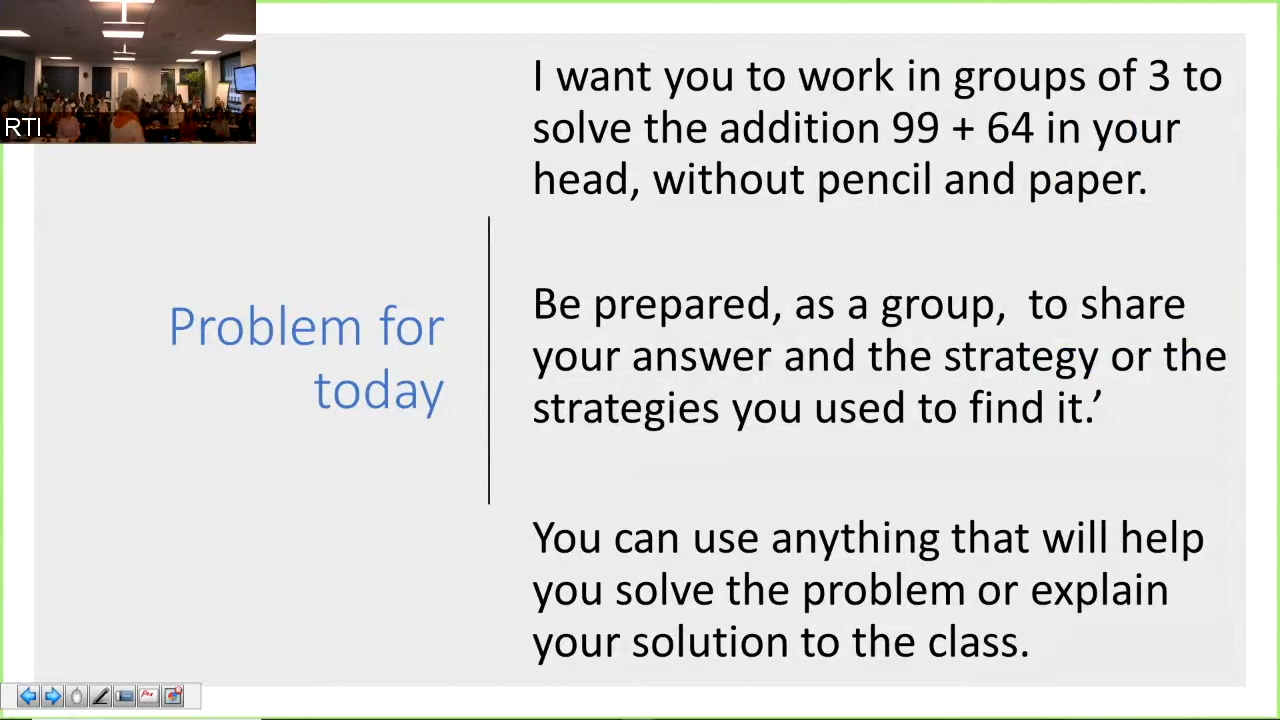 RTI
I want you to work in groups of 3 to
solve the addition 99 + 64 in your
head, without pencil and paper.
Be prepared, as a group,  to share
your answer and the strategy or the
strategies you used to find it.’
You can use anything that will help
you solve the problem or explain
your solution to the class.
Problem for
today